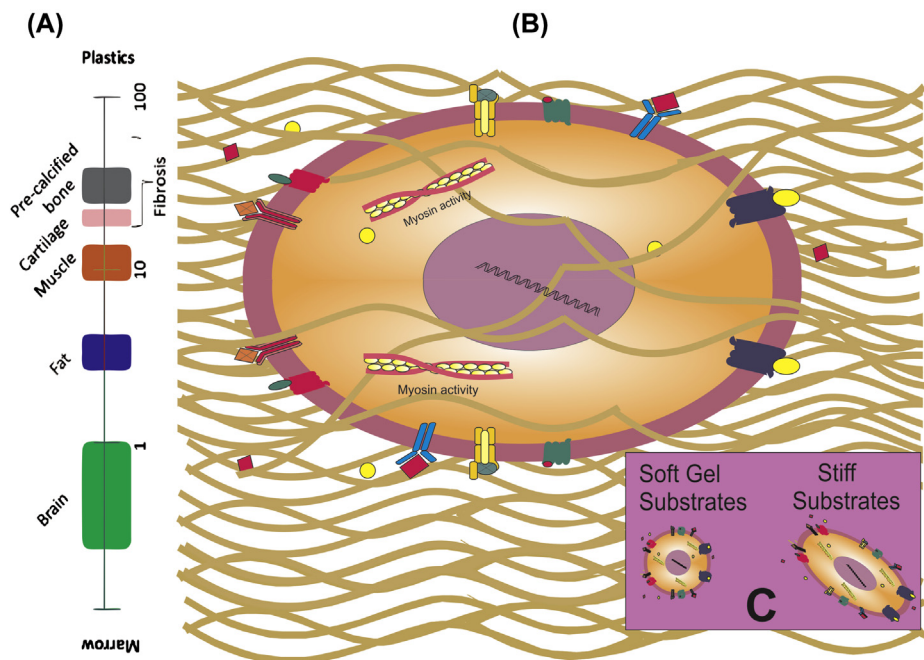 (A)
(B)
Plastics
100
Pre-calcified
bone
Fibrosis
Cartilage
Muscle
10
Fat
1
Brain
Marrow
Myosin activity
Myosin activity
Soft Gel
Substrates
Stiff
Substrates
C